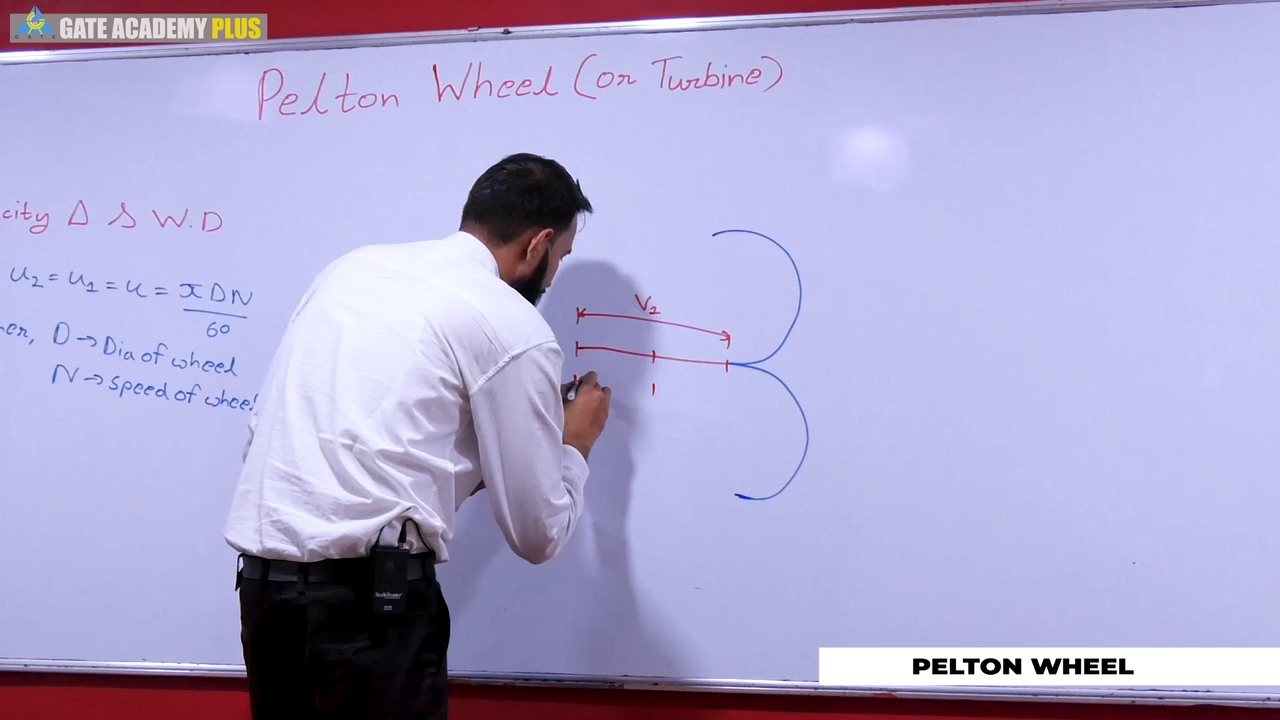 GATE ACADEMY PLUS
Pelton Wheel (or Turbine)
city Δ S W.D
u₂ = u₁ = u = πDN
60
her, D → Dia of wheel
N → speed of wheel
V₁
PELTON WHEEL